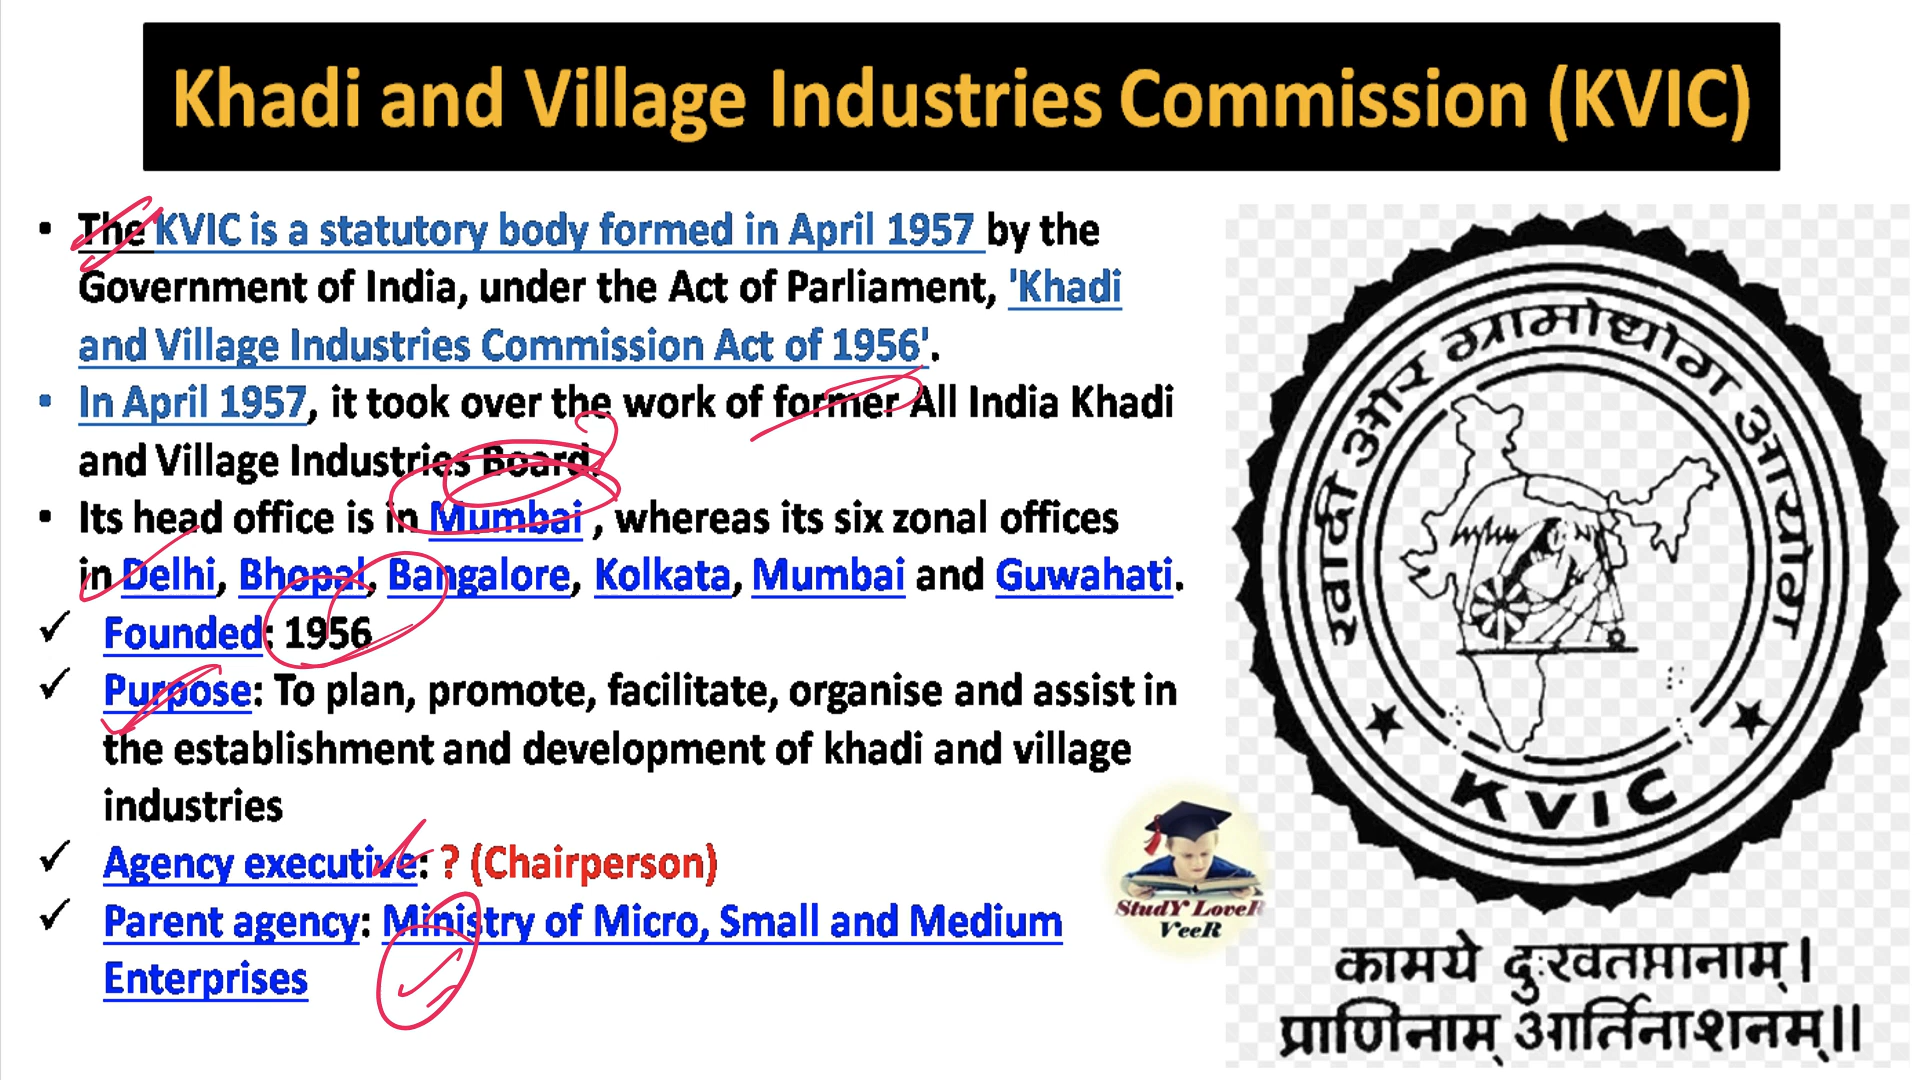 Khadi and Village Industries Commission (KVIC)
• The KVIC is a statutory body formed in April 1957 by the
Government of India, under the Act of Parliament, 'Khadi
and Village Industries Commission Act of 1956'.
• In April 1957, it took over the work of former All India Khadi
and Village Industries Board.
• Its head office is in Mumbai , whereas its six zonal offices
in Delhi, Bhopal, Bangalore, Kolkata, Mumbai and Guwahati.
✓ Founded: 1956
✓ Purpose: To plan, promote, facilitate, organise and assist in
the establishment and development of khadi and village
industries
✓ Agency executive: ? (Chairperson)
✓ Parent agency: Ministry of Micro, Small and Medium
Enterprises
खादी और ग्रामोद्योग आयोग
KVIC
StudY LoveR
VeeR
कामये दुःखतप्तानाम्।
प्राणिनाम् आर्तिनाशनम्॥